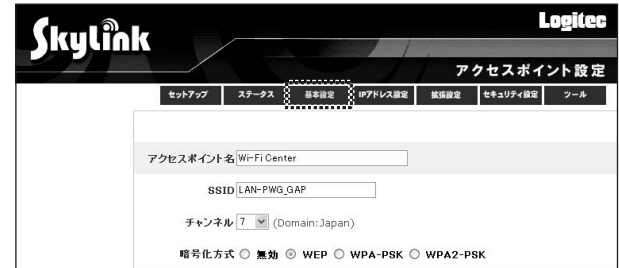 Skylink
Logitec
アクセスポイント設定
セットアップ ステータス 基本設定 IPアドレス設定 拡張設定 セキュリティ設定 ツール
アクセスポイント名 Wi-Fi Center
SSID LAN-PWG_GAP
チャンネル 7 (Domain:Japan)
暗号化方式 無効 WEP WPA-PSK WPA2-PSK